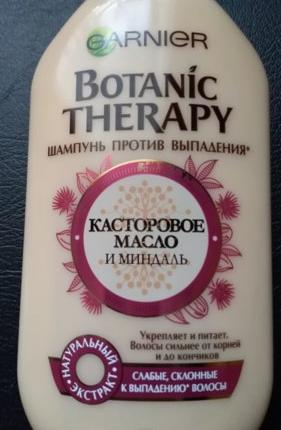 GARNIER
BOTANIC
THERAPY
ШАМПУНЬ ПРОТИВ ВЫПАДЕНИЯ*
КАСТОРОВОЕ
МАСЛО
И МИНДАЛЬ
Укрепляет и питает.
Волосы сильнее от корней
и до кончиков
НАТУРАЛЬНЫЙ
ЭКСТРАКТ
СЛАБЫЕ, СКЛОННЫЕ
К ВЫПАДЕНИЮ* ВОЛОСЫ